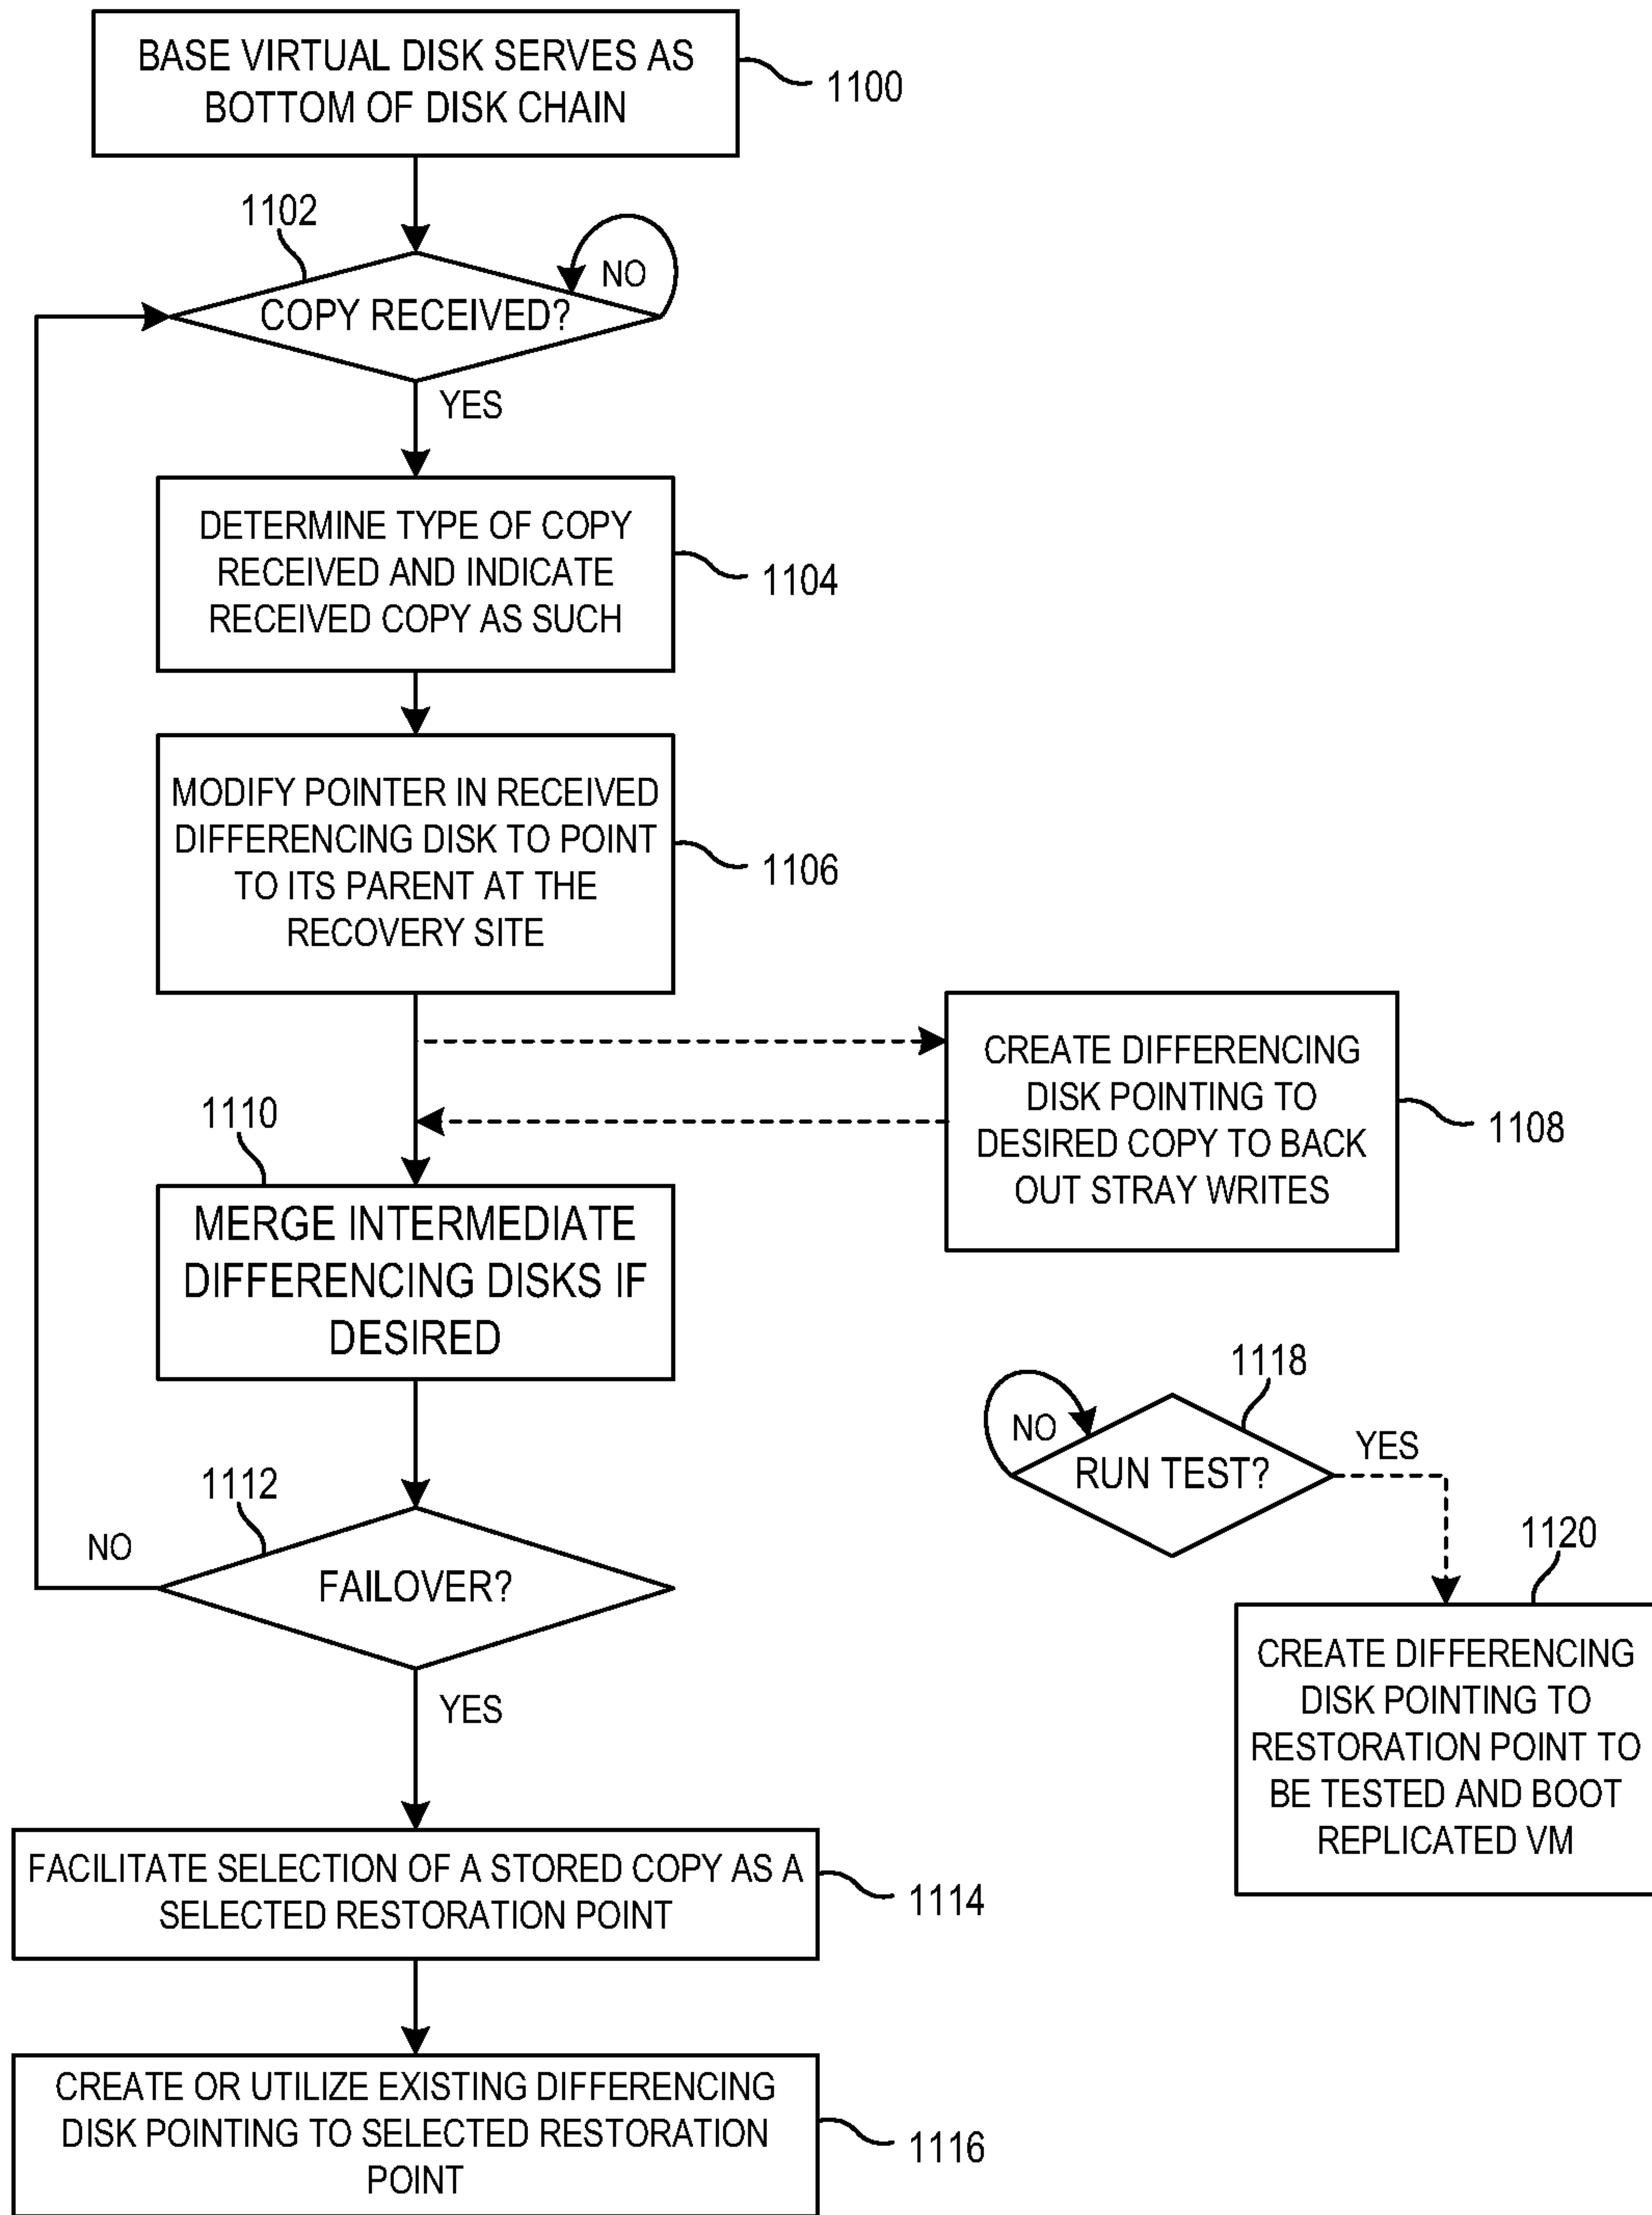 BASE VIRTUAL DISK SERVES AS
BOTTOM OF DISK CHAIN
1100
1102
NO
COPY RECEIVED?
YES
DETERMINE TYPE OF COPY
RECEIVED AND INDICATE
RECEIVED COPY AS SUCH
1104
MODIFY POINTER IN RECEIVED
DIFFERENCING DISK TO POINT
TO ITS PARENT AT THE
RECOVERY SITE
1106
CREATE DIFFERENCING
DISK POINTING TO
DESIRED COPY TO BACK
OUT STRAY WRITES
1108
1110
MERGE INTERMEDIATE
DIFFERENCING DISKS IF
DESIRED
1112
NO
FAILOVER?
YES
1118
NO
RUN TEST?
YES
1120
CREATE DIFFERENCING
DISK POINTING TO
RESTORATION POINT TO
BE TESTED AND BOOT
REPLICATED VM
FACILITATE SELECTION OF A STORED COPY AS A
SELECTED RESTORATION POINT
1114
CREATE OR UTILIZE EXISTING DIFFERENCING
DISK POINTING TO SELECTED RESTORATION
POINT
1116